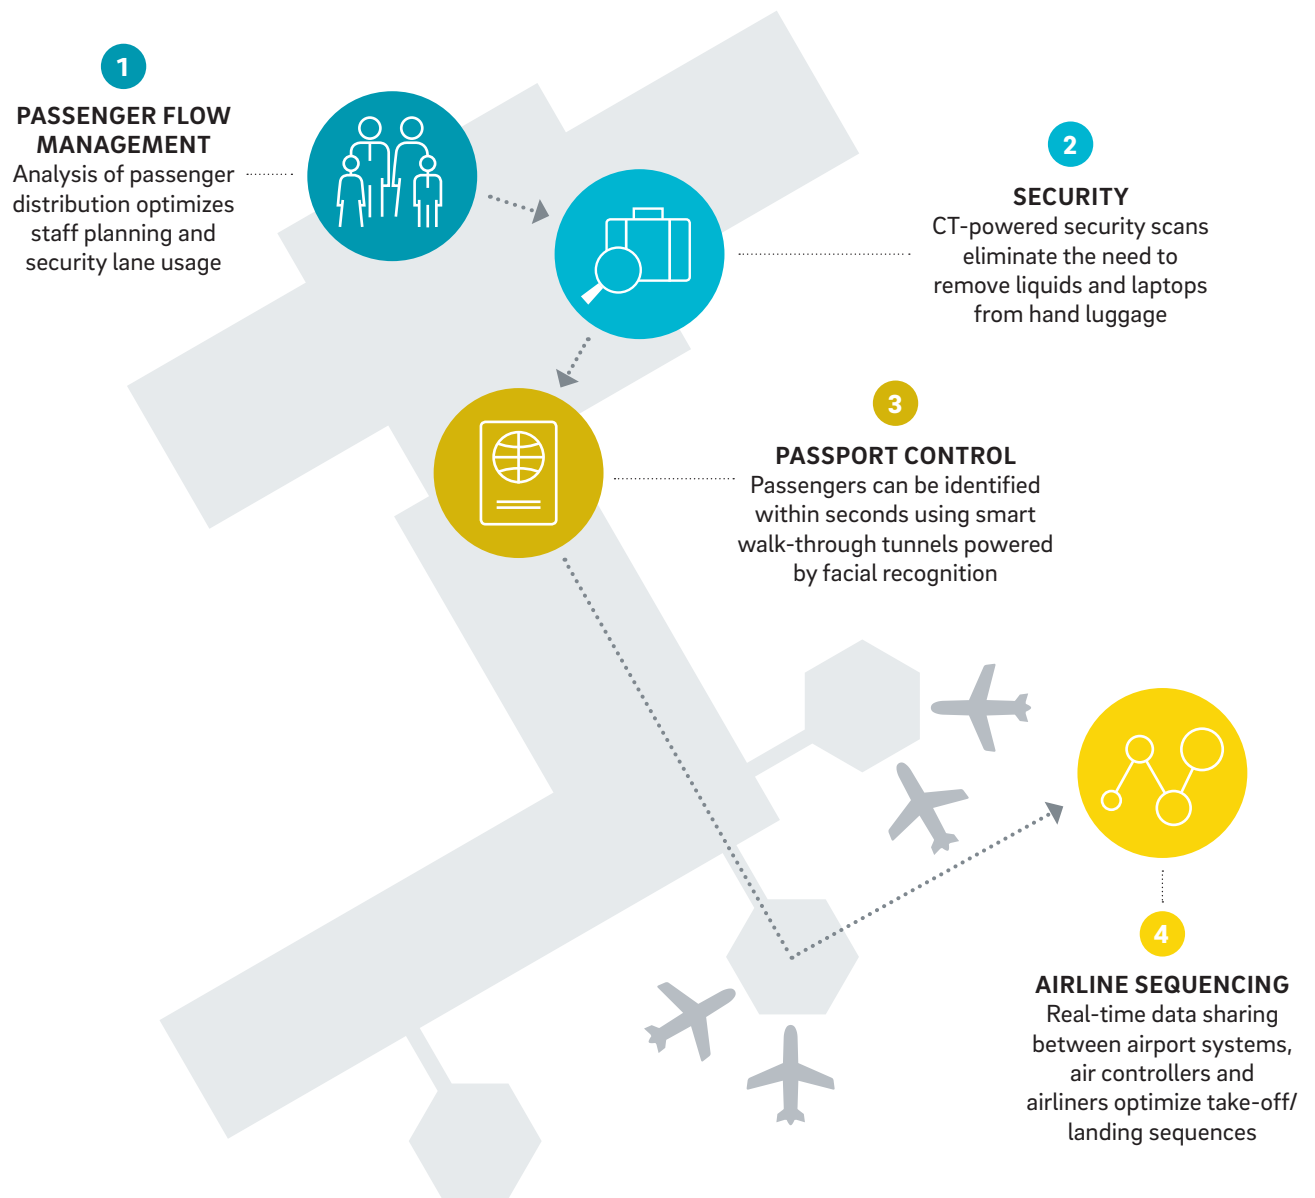 1
PASSENGER FLOW
MANAGEMENT
Analysis of passenger
distribution optimizes
staff planning and
security lane usage
2
SECURITY
CT-powered security scans
eliminate the need to
remove liquids and laptops
from hand luggage
3
PASSPORT CONTROL
Passengers can be identified
within seconds using smart
walk-through tunnels powered
by facial recognition
4
AIRLINE SEQUENCING
Real-time data sharing
between airport systems,
air controllers and
airliners optimize take-off/
landing sequences